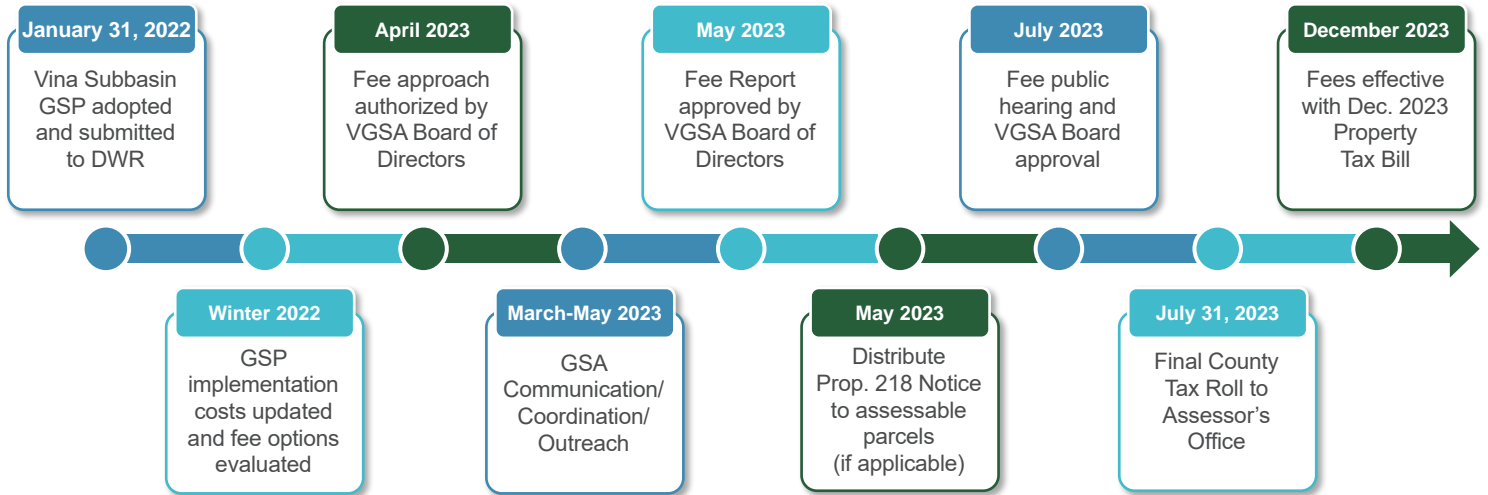 January 31, 2022
Vina Subbasin
GSP adopted
and submitted
to DWR
April 2023
Fee approach
authorized by
VGSA Board of
Directors
May 2023
Fee Report
approved by
VGSA Board of
Directors
July 2023
Fee public
hearing and
VGSA Board
approval
December 2023
Fees effective
with Dec. 2023
Property
Tax Bill
Winter 2022
GSP
implementation
costs updated
and fee options
evaluated
March-May 2023
GSA
Communication/
Coordination/
Outreach
May 2023
Distribute
Prop. 218 Notice
to assessable
parcels
(if applicable)
July 31, 2023
Final County
Tax Roll to
Assessor’s
Office